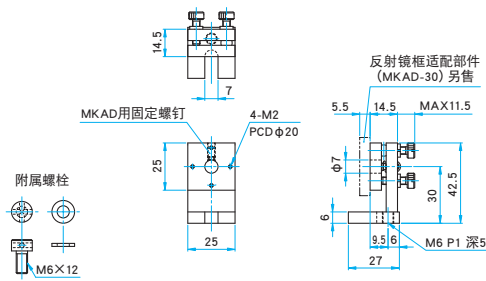 14.5
7
反射镜框适配部件
（MKAD-30）另售
MKAD用固定螺钉
4-M2
PCDφ20
5.5
14.5
MAX11.5
25
φ7
30
42.5
附属螺栓
6
25
9.5
6
M6 P1 深5
M6×12
27